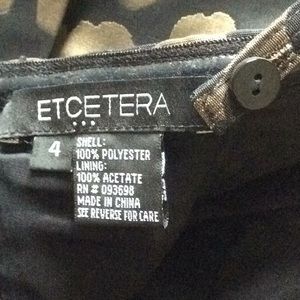 ETCETERA
4
SHELL:
100% POLYESTER
LINING:
100% ACETATE
RN # 093698
MADE IN CHINA
SEE REVERSE FOR CARE